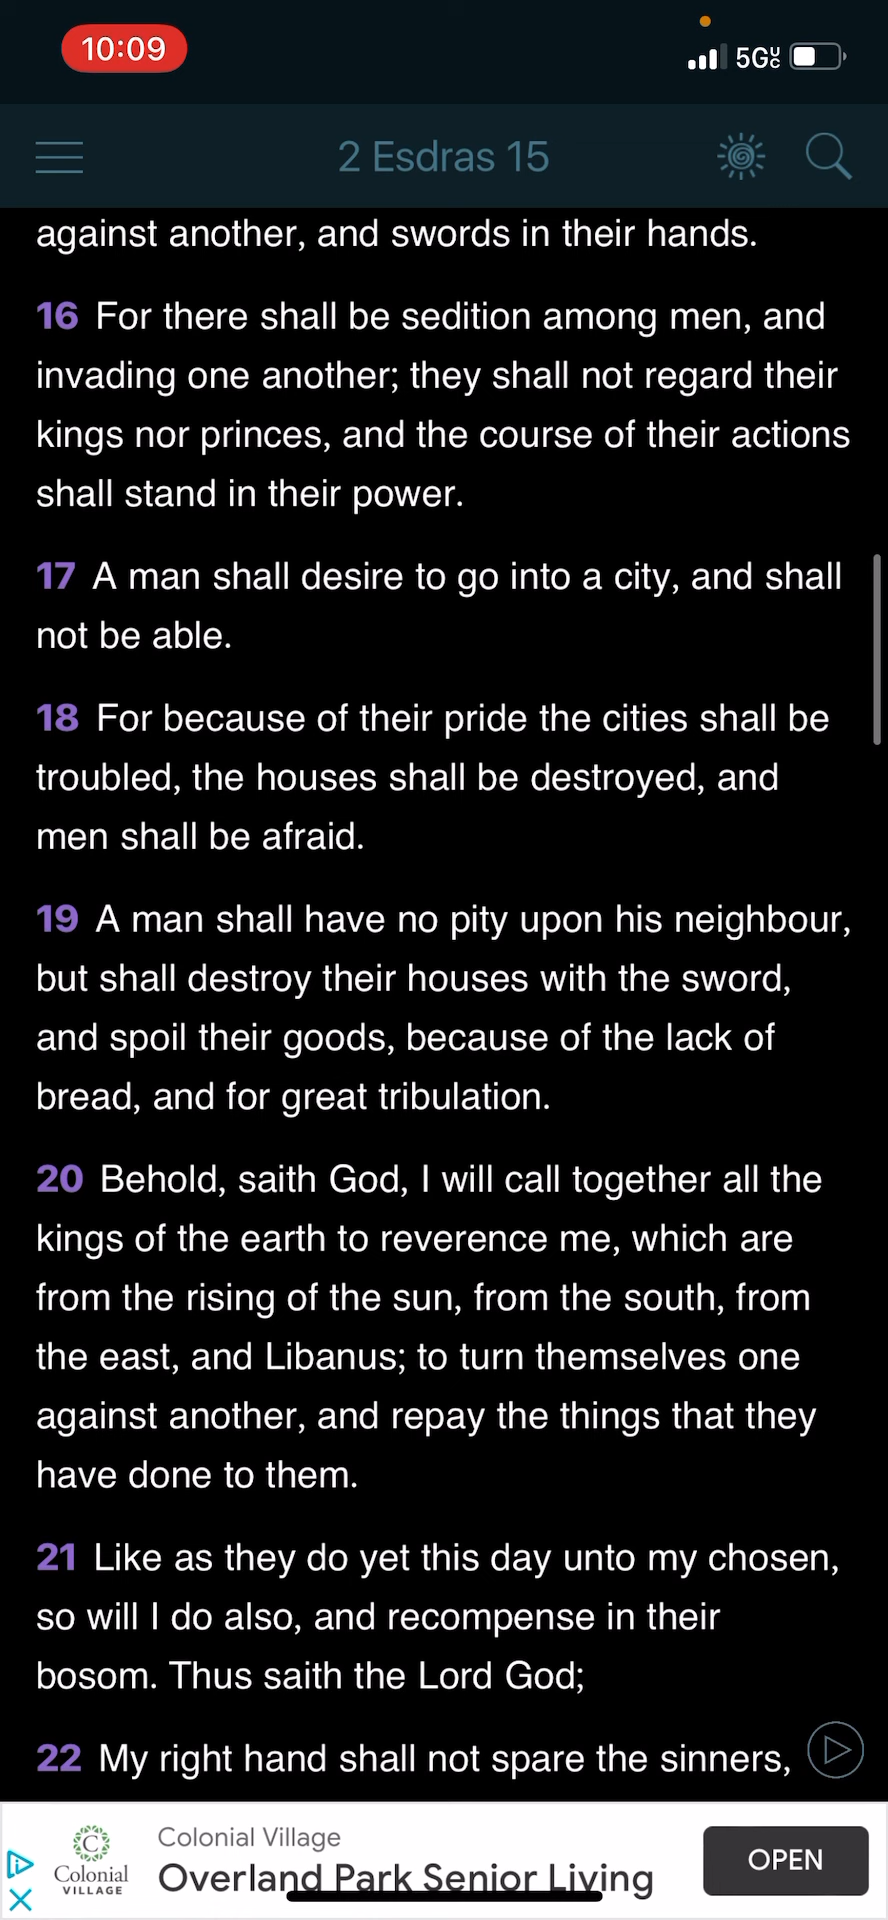 10:09
5G UC
2 Esdras 15
against another, and swords in their hands.
16 For there shall be sedition among men, and
invading one another; they shall not regard their
kings nor princes, and the course of their actions
shall stand in their power.
17 A man shall desire to go into a city, and shall
not be able.
18 For because of their pride the cities shall be
troubled, the houses shall be destroyed, and
men shall be afraid.
19 A man shall have no pity upon his neighbour,
but shall destroy their houses with the sword,
and spoil their goods, because of the lack of
bread, and for great tribulation.
20 Behold, saith God, I will call together all the
kings of the earth to reverence me, which are
from the rising of the sun, from the south, from
the east, and Libanus; to turn themselves one
against another, and repay the things that they
have done to them.
21 Like as they do yet this day unto my chosen,
so will I do also, and recompense in their
bosom. Thus saith the Lord God;
22 My right hand shall not spare the sinners,
C
Colonial
VILLAGE
Colonial Village
Overland Park Senior Living
OPEN